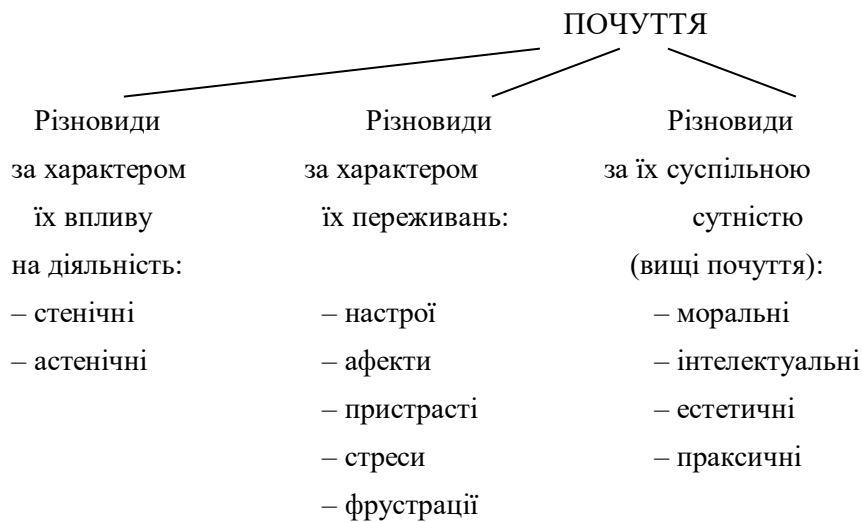 ПОЧУТТЯ
Різновиди
за характером
їх впливу
на діяльність:
– стенічні
– астенічні
Різновиди
за характером
їх переживань:
– настрої
– афекти
– пристрасті
– стреси
– фрустрації
Різновиди
за їх суспільною
сутністю
(вищі почуття):
– моральні
– інтелектуальні
– естетичні
– праксичні